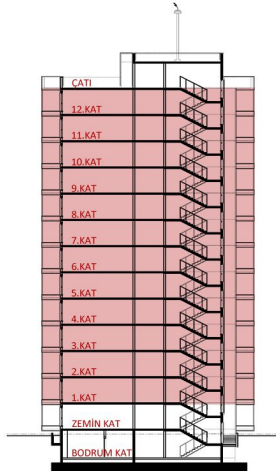 ÇATI
12.KAT
11.KAT
10.KAT
9.KAT
8.KAT
7.KAT
6.KAT
5.KAT
4.KAT
3.KAT
2.KAT
1.KAT
ZEMİN KAT
BODRUM KAT